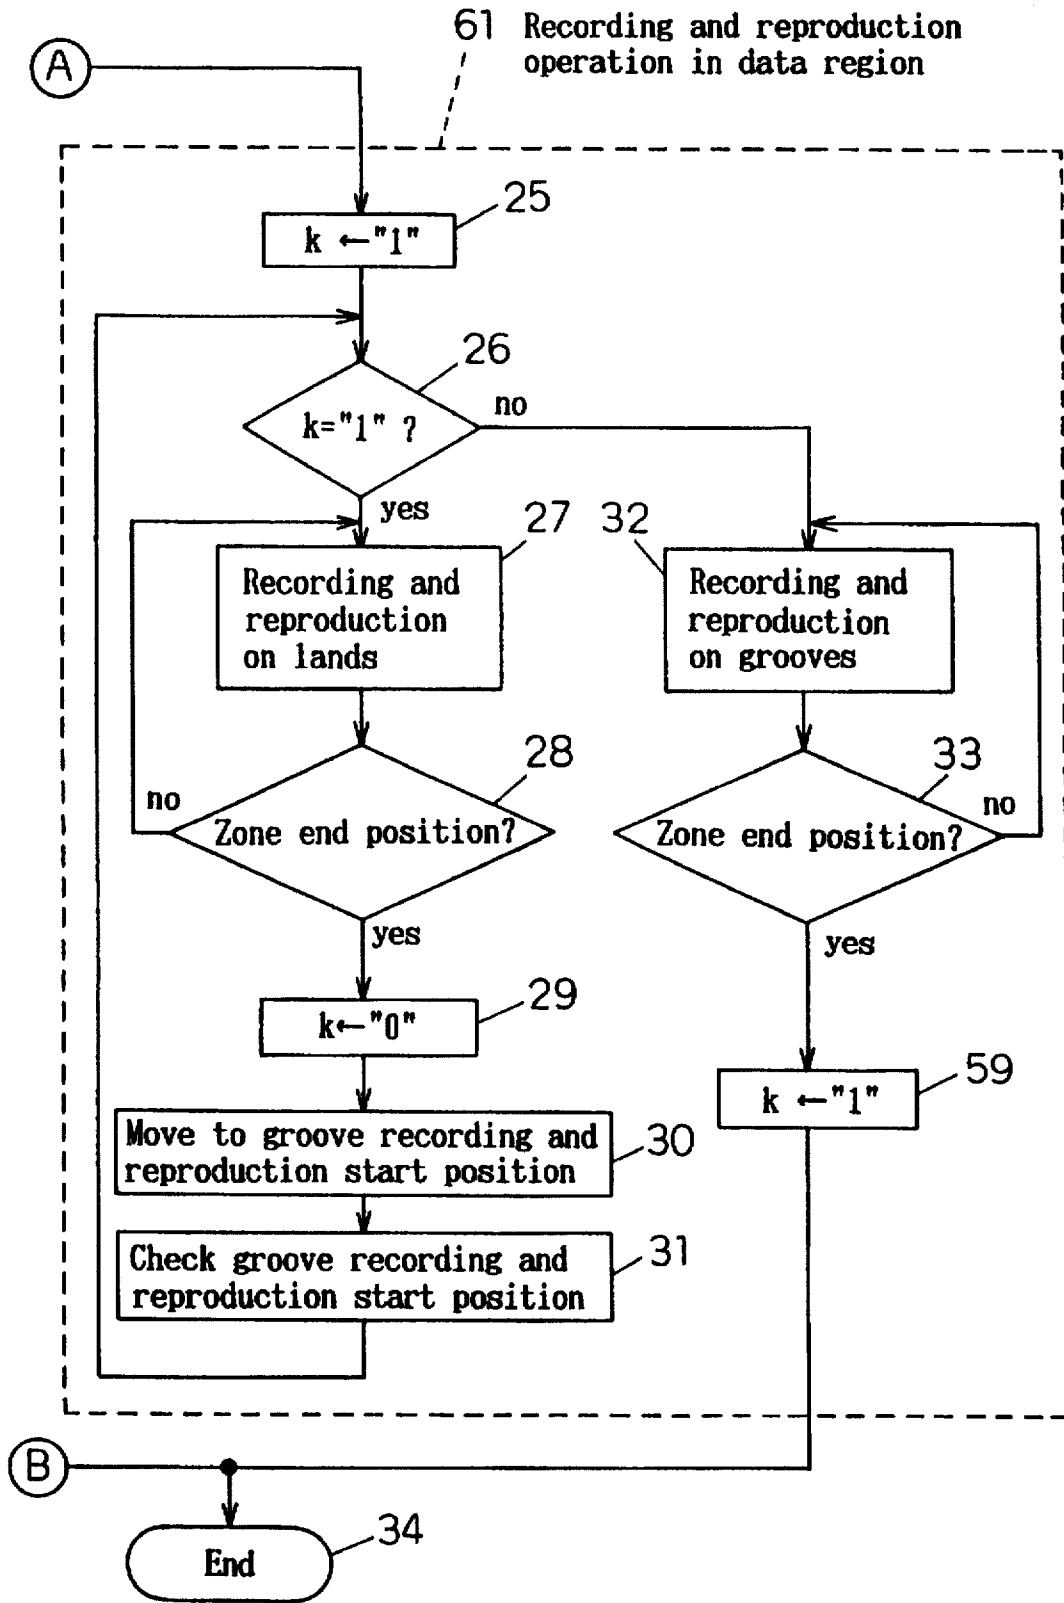 61 Recording and reproduction
operation in data region
A
25
k ←"1"
26
k="1" ?
no
yes
27
Recording and
reproduction
on lands
32
Recording and
reproduction
on grooves
28
Zone end position?
no
yes
33
Zone end position?
no
yes
29
k←"0"
59
k ←"1"
Move to groove recording and
reproduction start position
30
Check groove recording and
reproduction start position
31
B
34
End